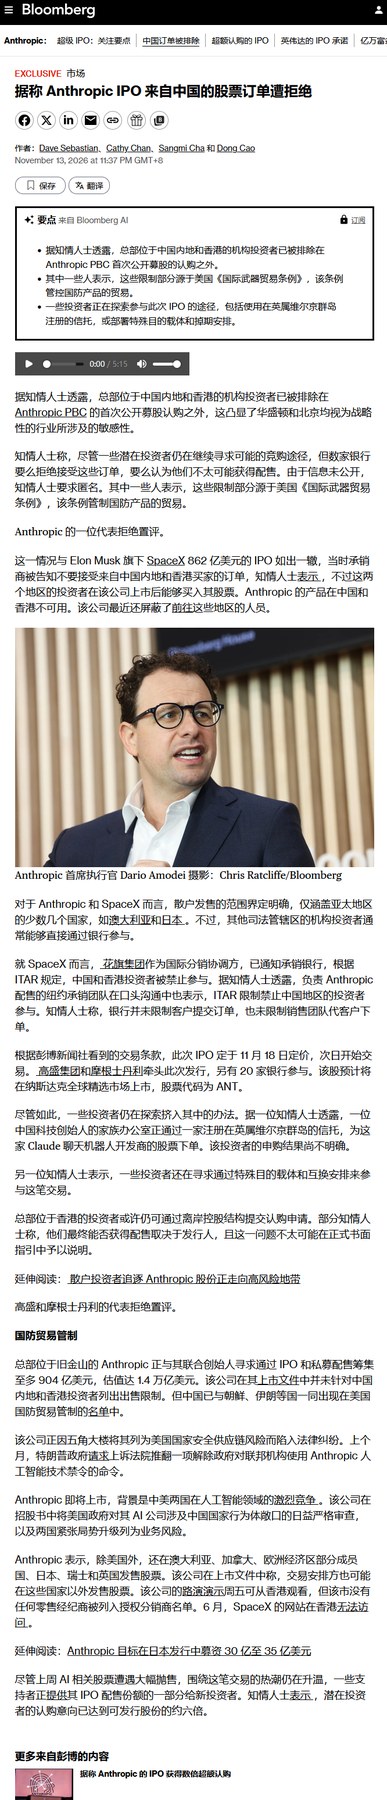 Bloomberg
Anthropic： 超级 IPO：关注要点 中国订单被排除 超额认购的 IPO 英伟达的 IPO 承诺
EXCLUSIVE 市场
据称 Anthropic IPO 来自中国的股票订单遭拒绝
作者：Dave Sebastian、Cathy Chan、Sangmi Cha 和 Dong Cao
November 13, 2026 at 11:37 PM GMT+8
保存 翻译
要点 来自 Bloomberg AI 订阅
• 据知情人士透露，总部位于中国内地和香港的机构投资者已被排除在
Anthropic PBC 首次公开募股的认购之外。
• 其中一些人表示，这些限制部分源于美国《国际武器贸易条例》，该条例
管控国防产品的贸易。
• 一些投资者正在探索参与此次 IPO 的途径，包括使用在英属维尔京群岛
注册的信托，或部署特殊目的载体和掉期安排。
0:00 / 5:15
据知情人士透露，总部位于中国内地和香港的机构投资者已被排除在
Anthropic PBC 的首次公开募股认购之外，这凸显了华盛顿和北京均视为战略
性的行业所涉及的敏感性。
知情人士称，尽管一些潜在投资者仍在继续寻求可能的竞购途径，但数家银行
要么拒绝接受这些订单，要么认为他们不太可能获得配售。由于信息未公开，
知情人士要求匿名。其中一些人表示，这些限制部分源于美国《国际武器贸易
条例》，该条例管制国防产品的贸易。
Anthropic 的一位代表拒绝置评。
这一情况与 Elon Musk 旗下 SpaceX 862 亿美元的 IPO 如出一辙，当时承销
商被告知不要接受来自中国内地和香港买家的订单，知情人士表示，不过这两
个地区的投资者在该公司上市后能够买入其股票。Anthropic 的产品在中国和
香港不可用。该公司最近还屏蔽了前往这些地区的人员。
Anthropic 首席执行官 Dario Amodei 摄影：Chris Ratcliffe/Bloomberg
对于 Anthropic 和 SpaceX 而言，散户发售的范围界定明确，仅涵盖亚太地区
的少数几个国家，如澳大利亚和日本。不过，其他司法管辖区的机构投资者通
常能够直接通过银行参与。
就 SpaceX 而言，花旗集团作为国际分销协调方，已通知承销银行，根据
ITAR 规定，中国和香港投资者被禁止参与。据知情人士透露，负责 Anthropic
配售的纽约承销团队在口头沟通中也表示，ITAR 限制禁止中国地区的投资者
参与。知情人士称，银行并未限制客户提交订单，也未限制销售团队代客户下
单。
根据彭博新闻社看到的交易条款，此次 IPO 定于 11 月 18 日定价，次日开始交
易。高盛集团和摩根士丹利牵头此次发行，另有 20 家银行参与。该股预计将
在纳斯达克全球精选市场上市，股票代码为 ANT。
尽管如此，一些投资者仍在探索挤入其中的办法。据一位知情人士透露，一位
中国科技创始人的家族办公室正通过一家注册在英属维尔京群岛的信托，为这
家 Claude 聊天机器人开发商的股票下单。该投资者的申购结果尚不明确。
另一位知情人士表示，一些投资者还在寻求通过特殊目的载体和互换安排来参
与这笔交易。
总部位于香港的投资者或许仍可通过离岸控股结构提交认购申请。部分知情人
士称，他们最终能否获得配售取决于发行人，且这一问题不太可能在正式书面
指引中予以说明。
延伸阅读：散户投资者追逐 Anthropic 股份正走向高风险地带
高盛和摩根士丹利的代表拒绝置评。
国防贸易管制
总部位于旧金山的 Anthropic 正与其联合创始人寻求通过 IPO 和私募配售筹集
至多 904 亿美元，估值达 1.4 万亿美元。该公司在其上市文件中并未针对中国
内地和香港投资者列出出售限制。但中国已与朝鲜、伊朗等国一同出现在美国
国防贸易管制的名单中。
该公司正因五角大楼将其列为美国国家安全供应链风险而陷入法律纠纷。上个
月，特朗普政府请求上诉法院推翻一项解除政府对联邦机构使用 Anthropic 人
工智能技术禁令的命令。
Anthropic 即将上市，背景是中美两国在人工智能领域的激烈竞争。该公司在
招股书中将美国政府对其 AI 公司涉及中国国家行为体敞口的日益严格审查，
以及两国紧张局势升级列为业务风险。
Anthropic 表示，除美国外，还在澳大利亚、加拿大、欧洲经济区部分成员
国、日本、瑞士和英国发售股票。该公司在上市文件中称，交易安排方也可能
在这些国家以外发售股票。该公司的路演演示周五可从香港观看，但该市没有
任何零售经纪商被列入授权分销商名单。6 月，SpaceX 的网站在香港无法访
问。
延伸阅读：Anthropic 目标在日本发行中募资 30 亿至 35 亿美元
尽管上周 AI 相关股票遭遇大幅抛售，围绕这笔交易的热潮仍在升温，一些支
持者正提供其 IPO 配售份额的一部分给新投资者。知情人士表示，潜在投资
者的认购意向已达到可发行股份的约六倍。
更多来自彭博的内容
据称 Anthropic 的 IPO 获得数倍超额认购